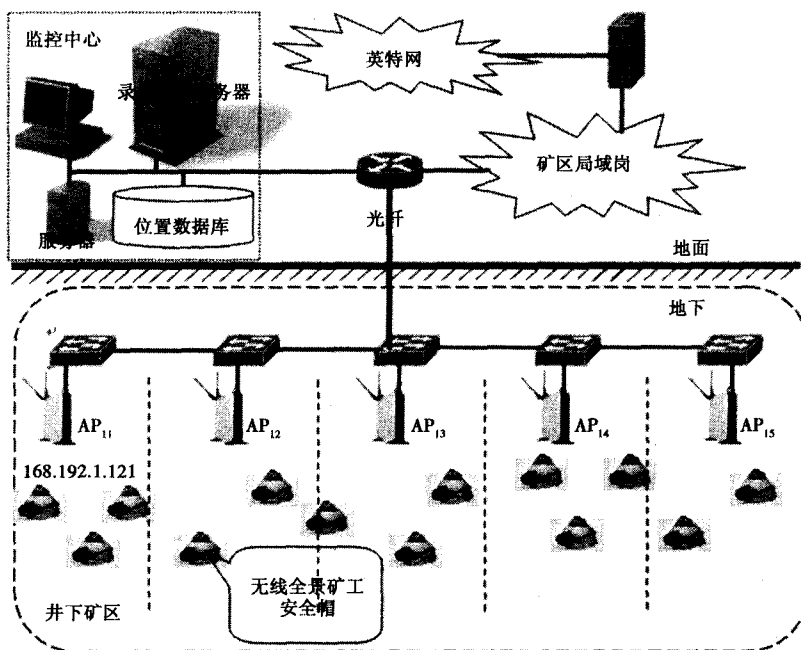 监控中心
英特网
录 务器
矿区局域岗
位置数据库
光纤
服务器
地面
地下
AP₁₁
AP₁₂
AP₁₃
AP₁₄
AP₁₅
168.192.1.121
无线全景矿工
安全帽
井下矿区